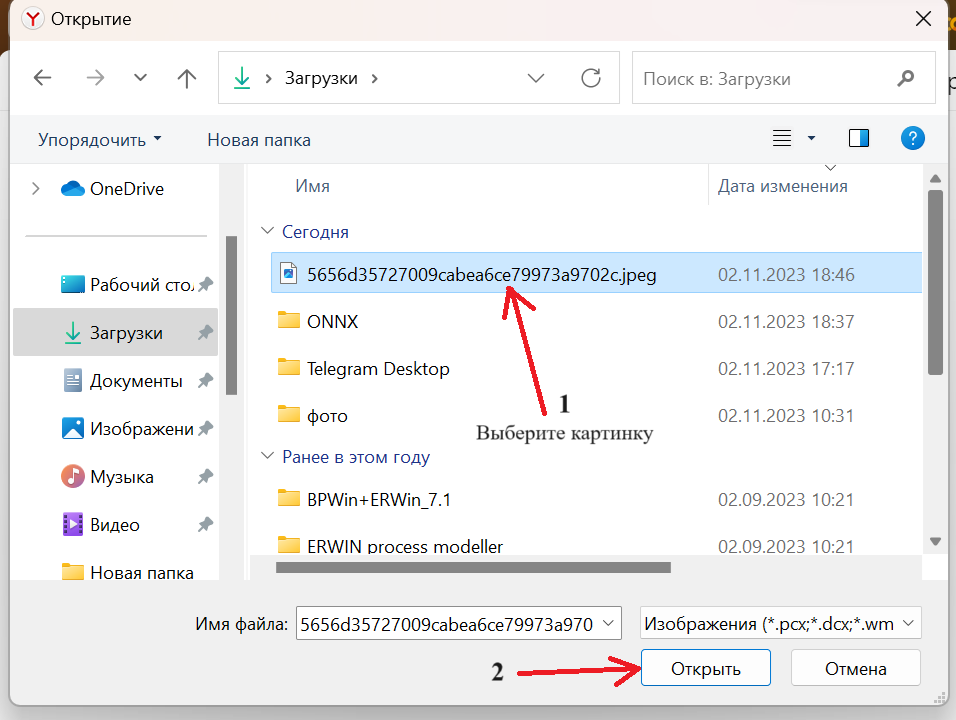 Открытие
Загрузки
Поиск в: Загрузки
Упорядочить
Новая папка
?
OneDrive
Рабочий стол
Загрузки
Документы
Изображени
Музыка
Видео
Новая папка
Имя
Дата изменения
Сегодня
5656d35727009cabea6ce79973a9702c.jpeg 02.11.2023 18:46
ONNX 02.11.2023 18:37
Telegram Desktop 02.11.2023 17:17
фото 02.11.2023 10:31
1
Выберите картинку
Ранее в этом году
BPWin+ERWin_7.1 02.09.2023 10:21
ERWIN process modeller 02.09.2023 10:21
Имя файла: 5656d35727009cabea6ce79973a970
Изображения (*.pcx;*.dcx;*.wm
2
Открыть
Отмена